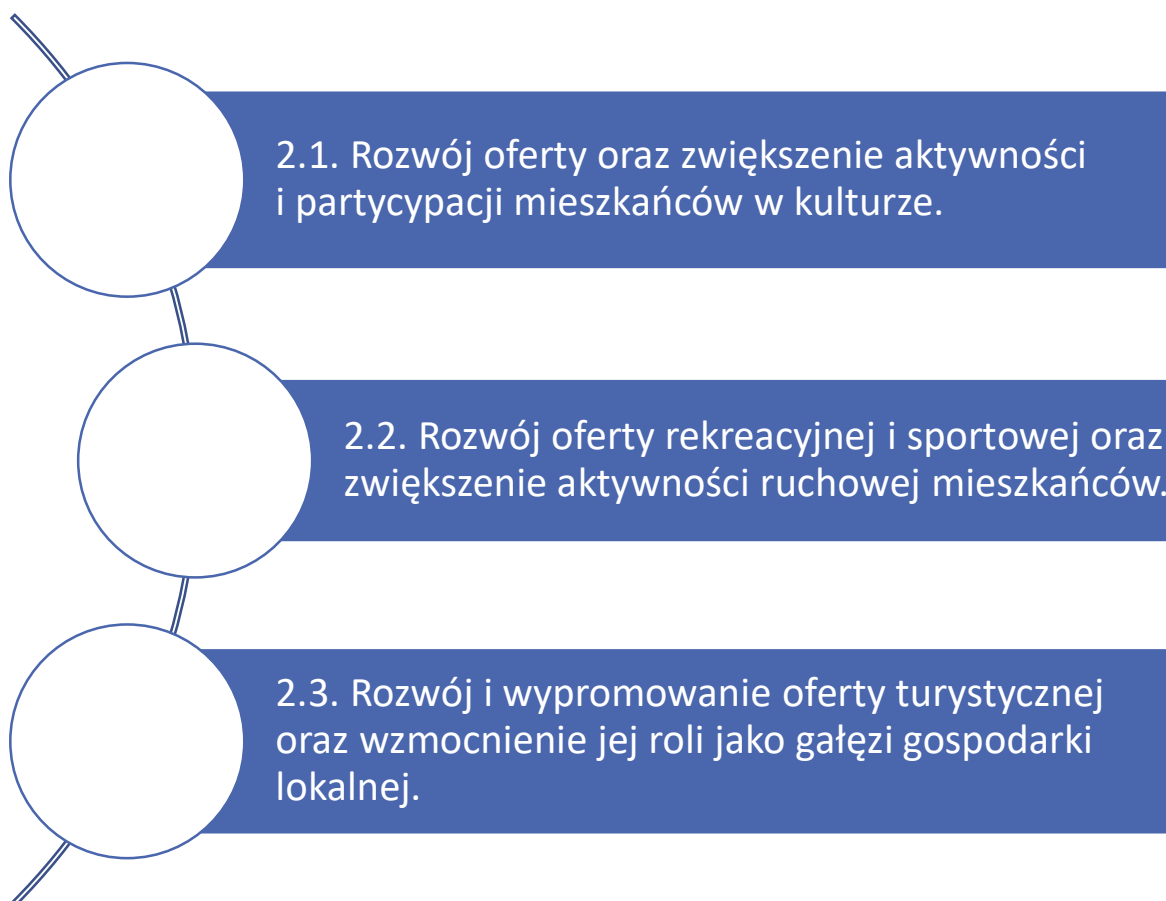 2.1. Rozwój oferty oraz zwiększenie aktywności
i partycypacji mieszkańców w kulturze.
2.2. Rozwój oferty rekreacyjnej i sportowej oraz
zwiększenie aktywności ruchowej mieszkańców.
2.3. Rozwój i wypromowanie oferty turystycznej
oraz wzmocnienie jej roli jako gałęzi gospodarki
lokalnej.